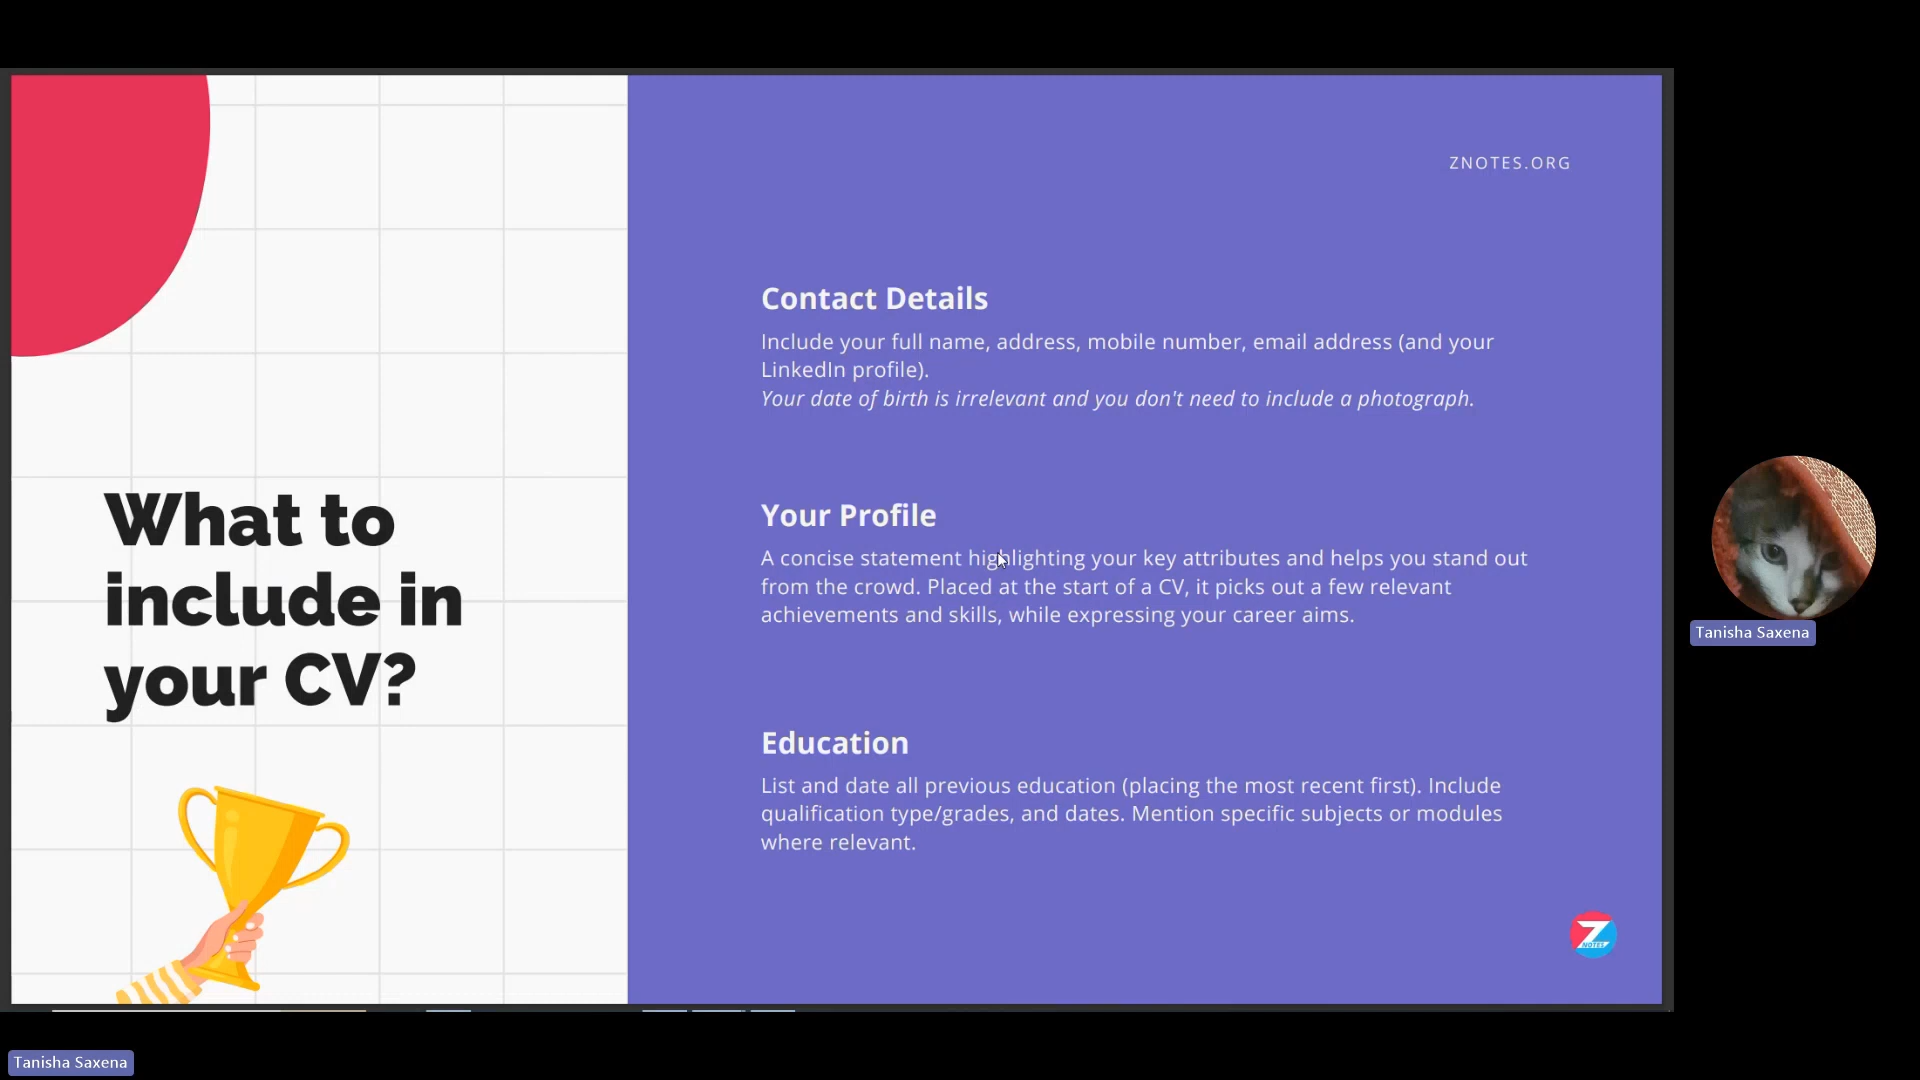 ZNOTES.ORG
What to
include in
your CV?
Contact Details
Include your full name, address, mobile number, email address (and your
LinkedIn profile).
Your date of birth is irrelevant and you don't need to include a photograph.
Your Profile
A concise statement highlighting your key attributes and helps you stand out
from the crowd. Placed at the start of a CV, it picks out a few relevant
achievements and skills, while expressing your career aims.
Education
List and date all previous education (placing the most recent first). Include
qualification type/grades, and dates. Mention specific subjects or modules
where relevant.
Z
NOTES
Tanisha Saxena
Tanisha Saxena